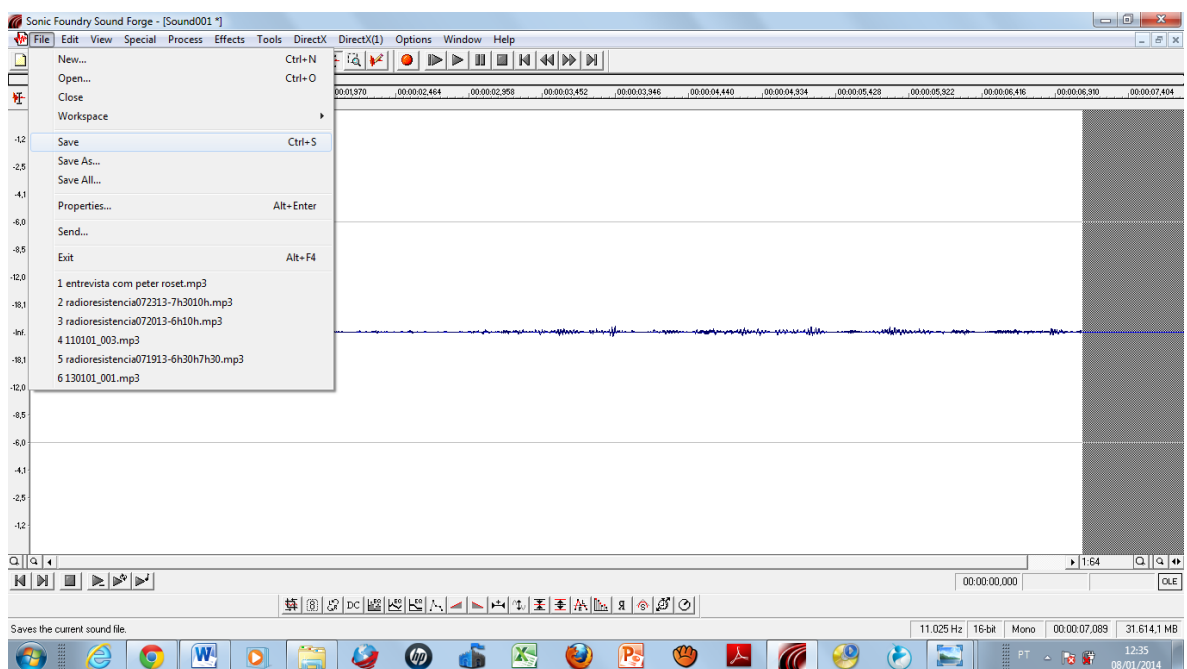 Sonic Foundry Sound Forge - [Sound001 *]
File Edit View Special Process Effects Tools DirectX DirectX(1) Options Window Help
New... Ctrl+N
Open... Ctrl+O
Close
Workspace
Save Ctrl+S
Save As...
Save All...
Properties... Alt+Enter
Send...
Exit Alt+F4
1 entrevista com peter roset.mp3
2 radioresistencia072313-7h3010h.mp3
3 radioresistencia072013-6h10h.mp3
4 110101_003.mp3
5 radioresistencia071913-6h30h7h30.mp3
6 130101_001.mp3
00:00:01,970 ,00:00:02,464 ,00:00:02,958 ,00:00:03,452 ,00:00:03,946 ,00:00:04,440 ,00:00:04,934 ,00:00:05,428 ,00:00:05,922 ,00:00:06,416 ,00:00:06,910 ,00:00:07,404
-1,2
-2,5
-4,1
-6,0
-8,5
-12,0
-18,1
-Inf.
-18,1
-12,0
-8,5
-6,0
-4,1
-2,5
-1,2
1:64
00:00:00,000
OLE
DC
Saves the current sound file.
11.025 Hz 16-bit Mono 00:00:07,089 31.614,1 MB
PT
12:35
08/01/2014